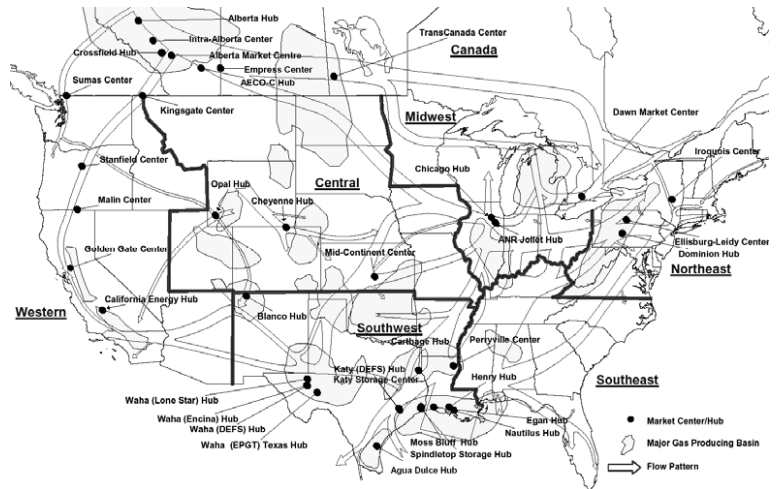 Alberta Hub
Intra-Alberta Center
TransCanada Center
Canada
Crossfield Hub
Alberta Market Centre
Empress Center
AECO-C Hub
Sumas Center
Kingsgate Center
Midwest
Dawn Market Center
Iroquois Center
Stanfield Center
Chicago Hub
Opal Hub
Central
Cheyenne Hub
Malin Center
ANR Joliot Hub
Ellisburg-Leidy Center
Dominion Hub
Mid-Continent Center
Golden Gate Center
Northeast
California Energy Hub
Western
Blanco Hub
Southwest
Carthage Hub
Perryville Center
Katy (DEFS) Hub
Katy Storage Center
Henry Hub
Southeast
Waha (Lone Star) Hub
Waha (Encina) Hub
Waha (DEFS) Hub
Waha (EPGT) Texas Hub
Egan Hub
Nautilus Hub
Moss Bluff Hub
Spindletop Storage Hub
Agua Dulce Hub
Market Center/Hub
Major Gas Producing Basin
Flow Pattern